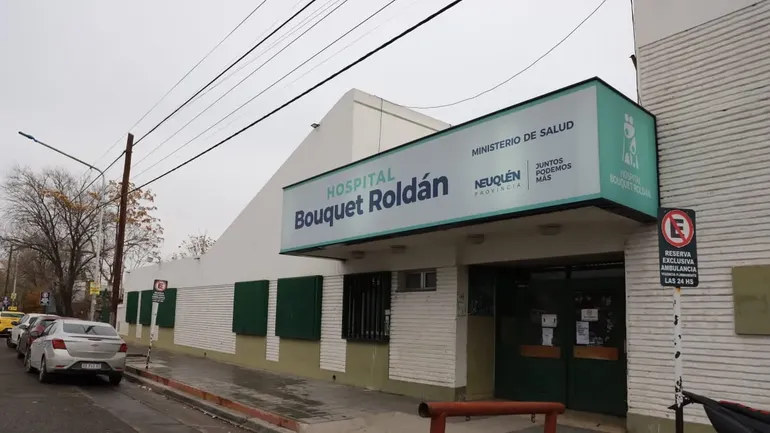 HOSPITAL
Bouquet Roldán
MINISTERIO DE SALUD
NEUQUÉN
PROVINCIA
JUNTOS
PODEMOS
MÁS
HOSPITAL
BOUQUET ROLDÁN
E
RESERVA
EXCLUSIVA
AMBULANCIA
LAS 24 HS